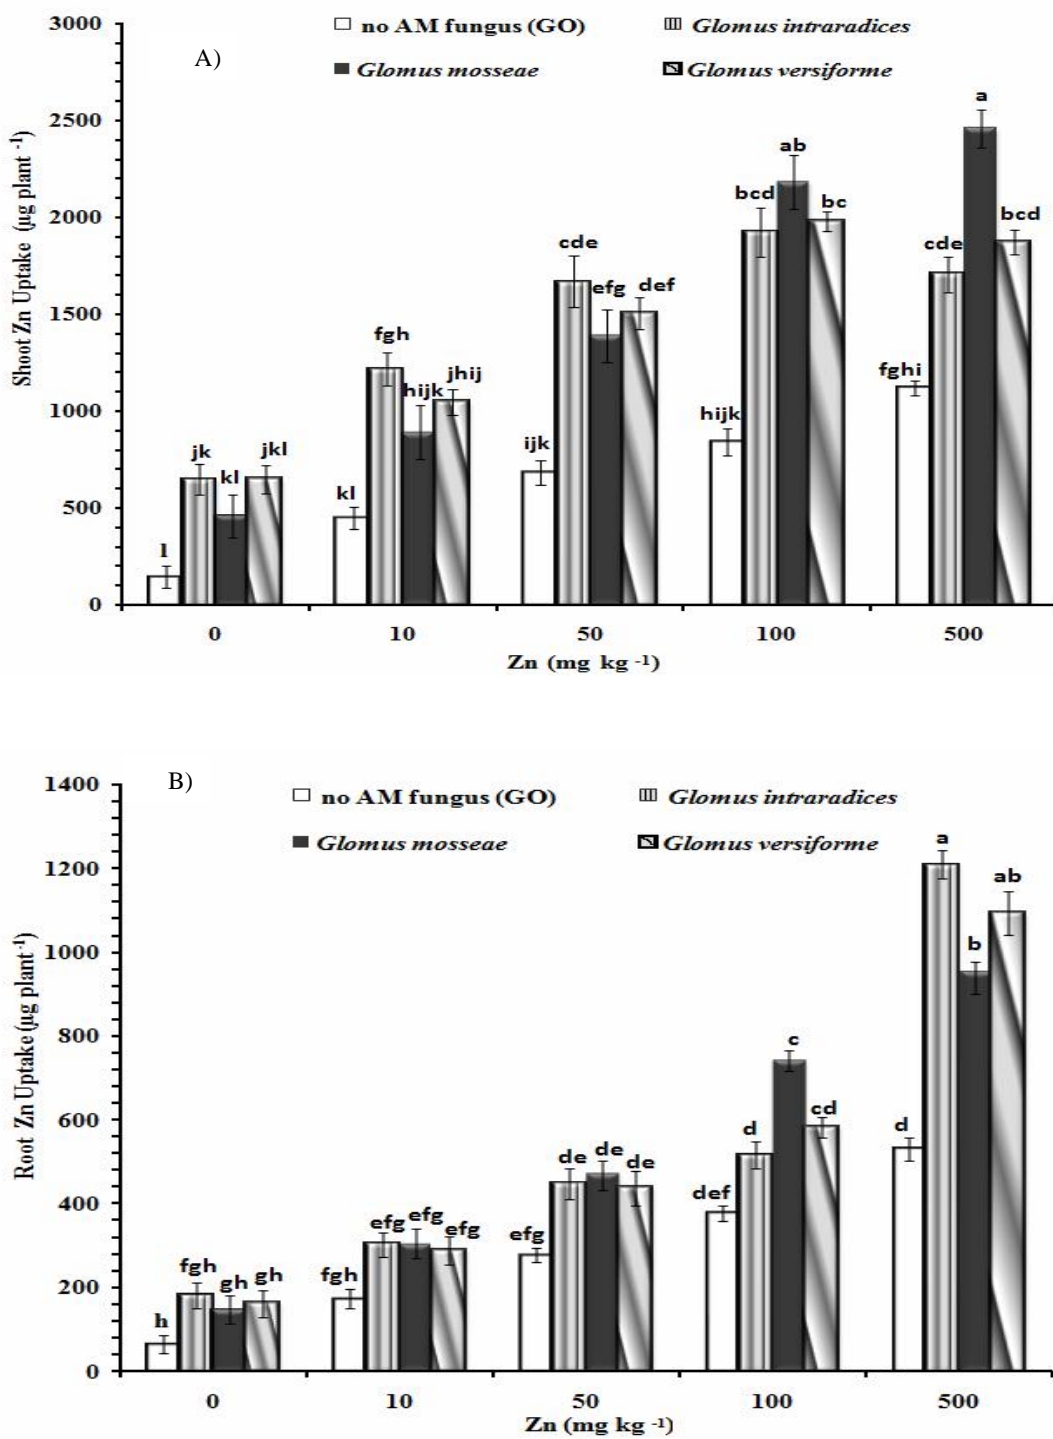 3000
2500
2000
1500
1000
500
0
Shoot Zn Uptake (µg plant -1)
A)
no AM fungus (GO)
Glomus intraradices
Glomus mosseae
Glomus versiforme
l
jk
kl
jkl
kl
fgh
hijk
jhij
ijk
cde
efg
def
hijk
bcd
ab
bc
fghi
cde
a
bcd
0 10 50 100 500
Zn (mg kg -1)
1400
1200
1000
800
600
400
200
0
Root Zn Uptake (µg plant-1)
B)
no AM fungus (GO)
Glomus intraradices
Glomus mosseae
Glomus versiforme
h
fgh
gh
gh
fgh
efg
efg
efg
efg
de
de
de
def
d
c
cd
d
a
b
ab
0 10 50 100 500
Zn (mg kg -1)